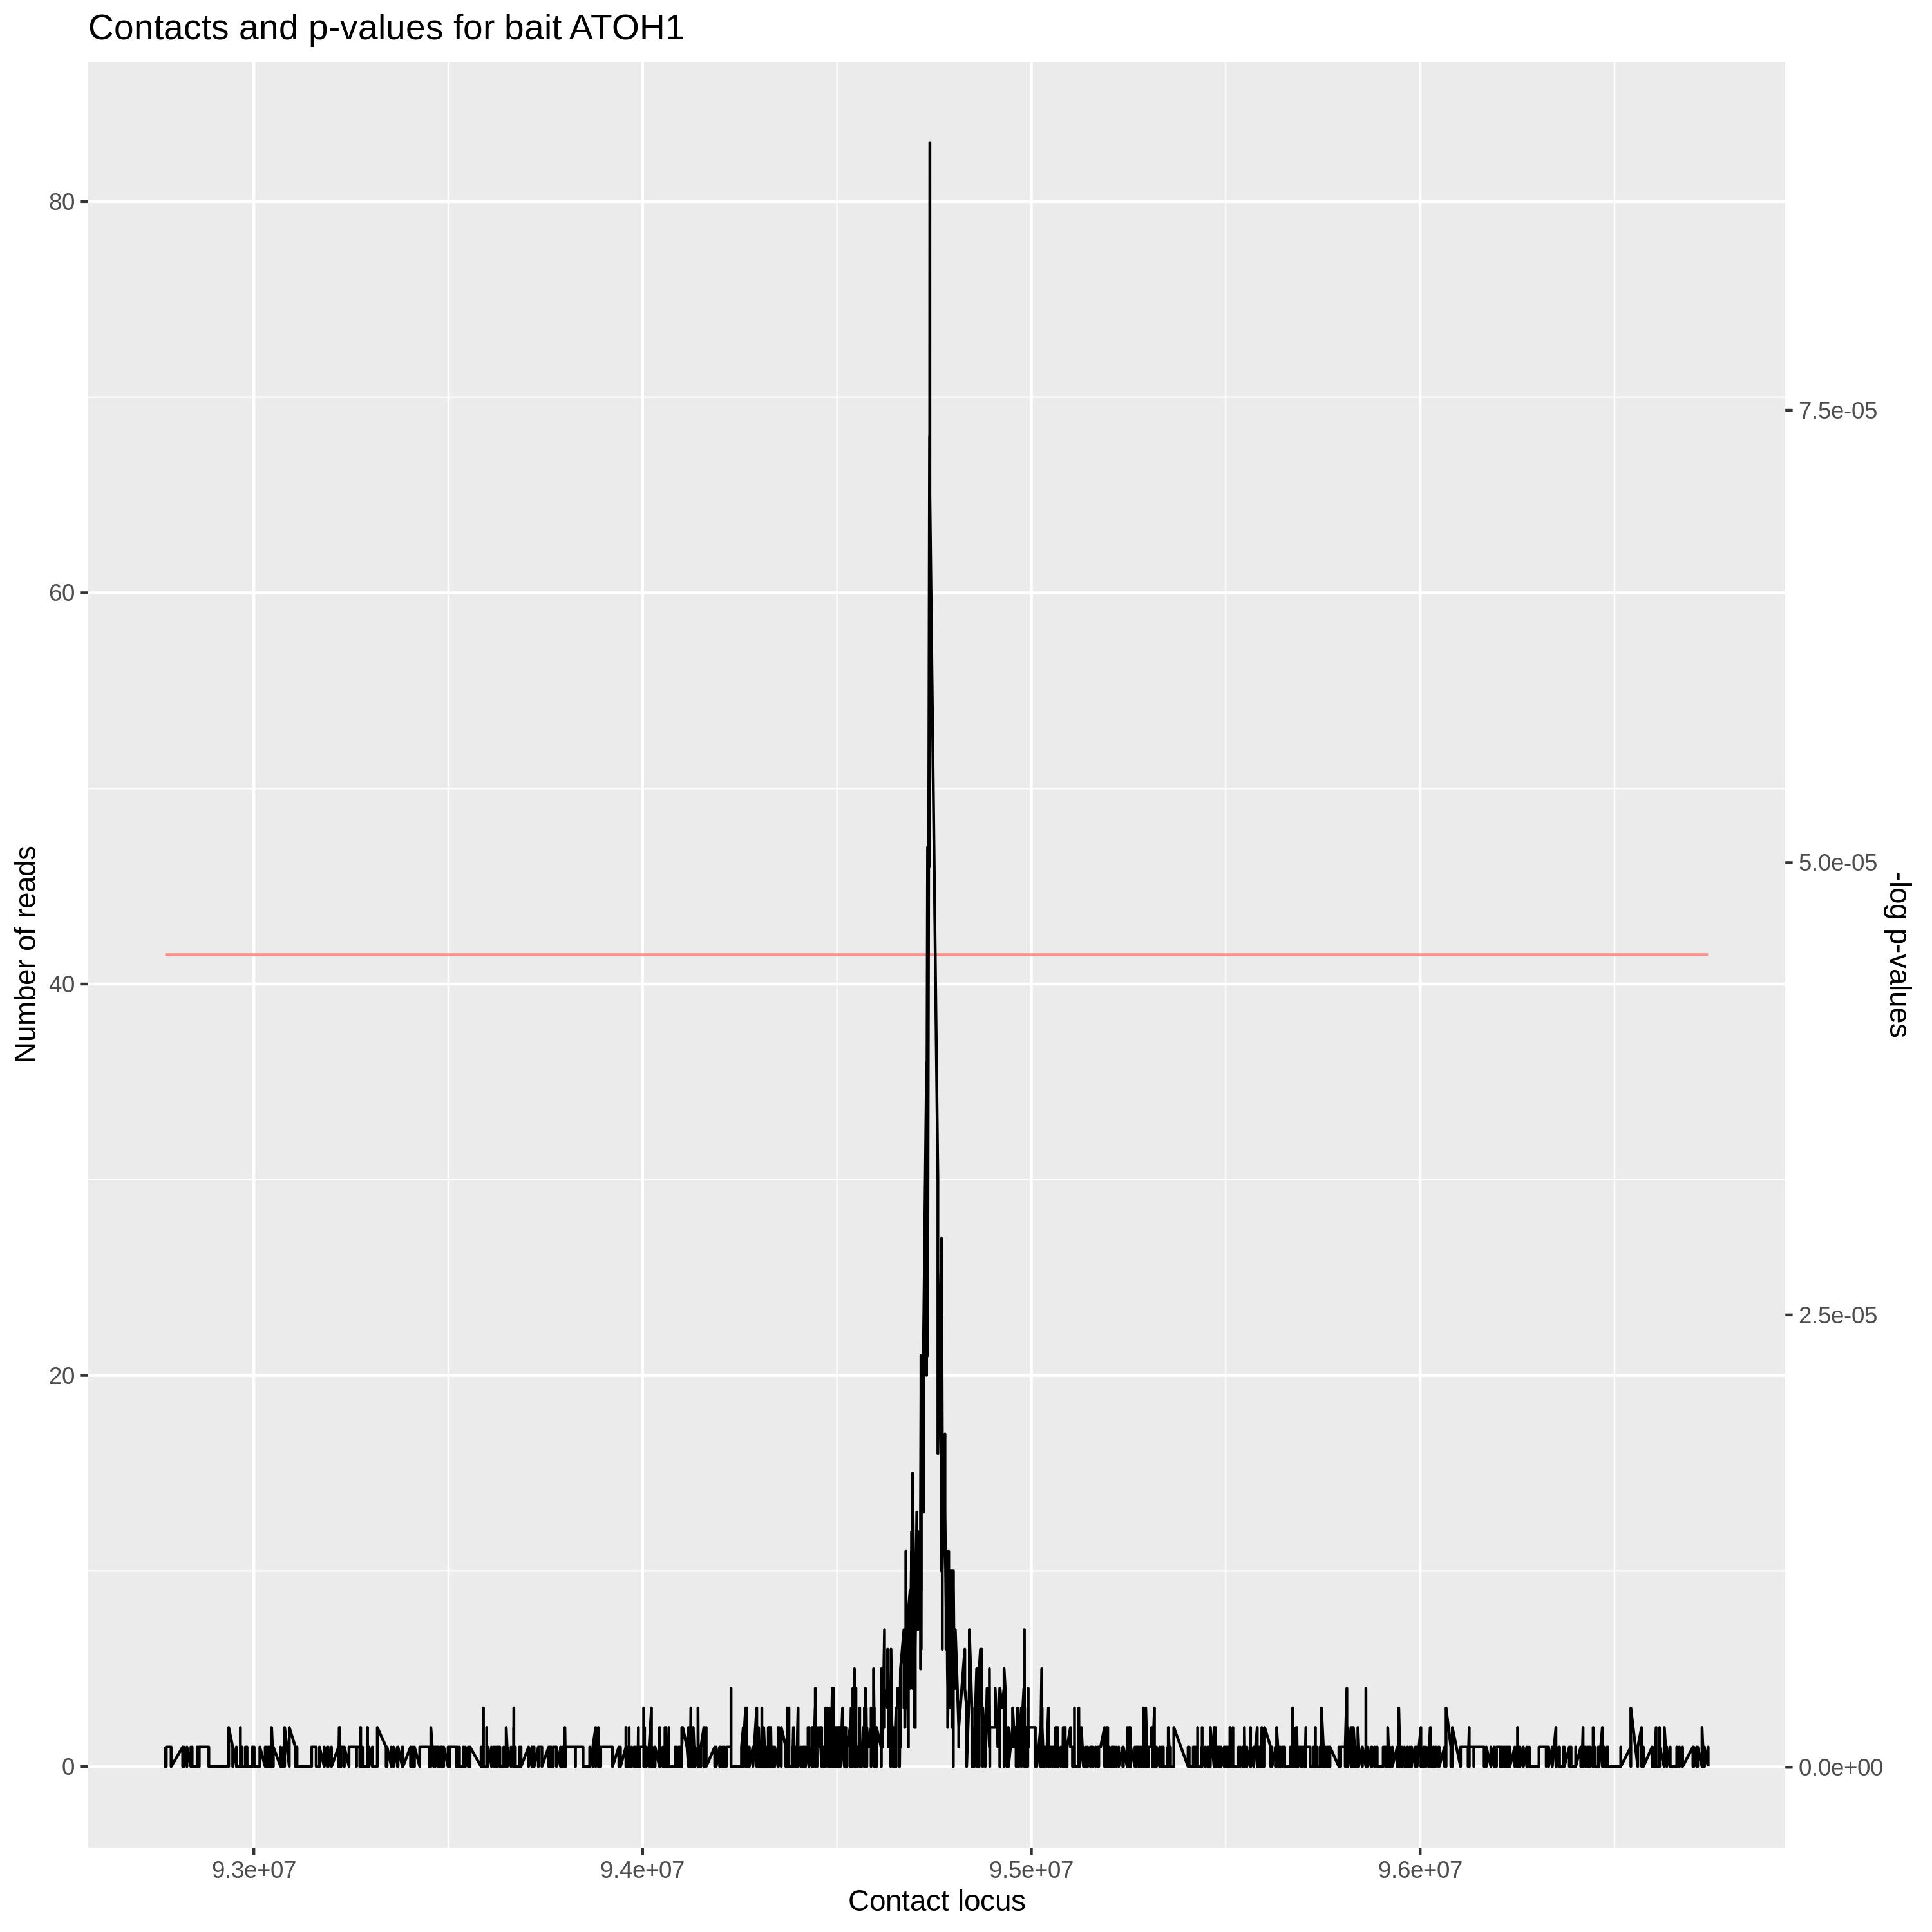 Contacts and p-values for bait ATOH1
80
60
40
20
0
Number of reads
7.5e-05
5.0e-05
2.5e-05
0.0e+00
-log p-values
9.3e+07
9.4e+07
9.5e+07
9.6e+07
Contact locus